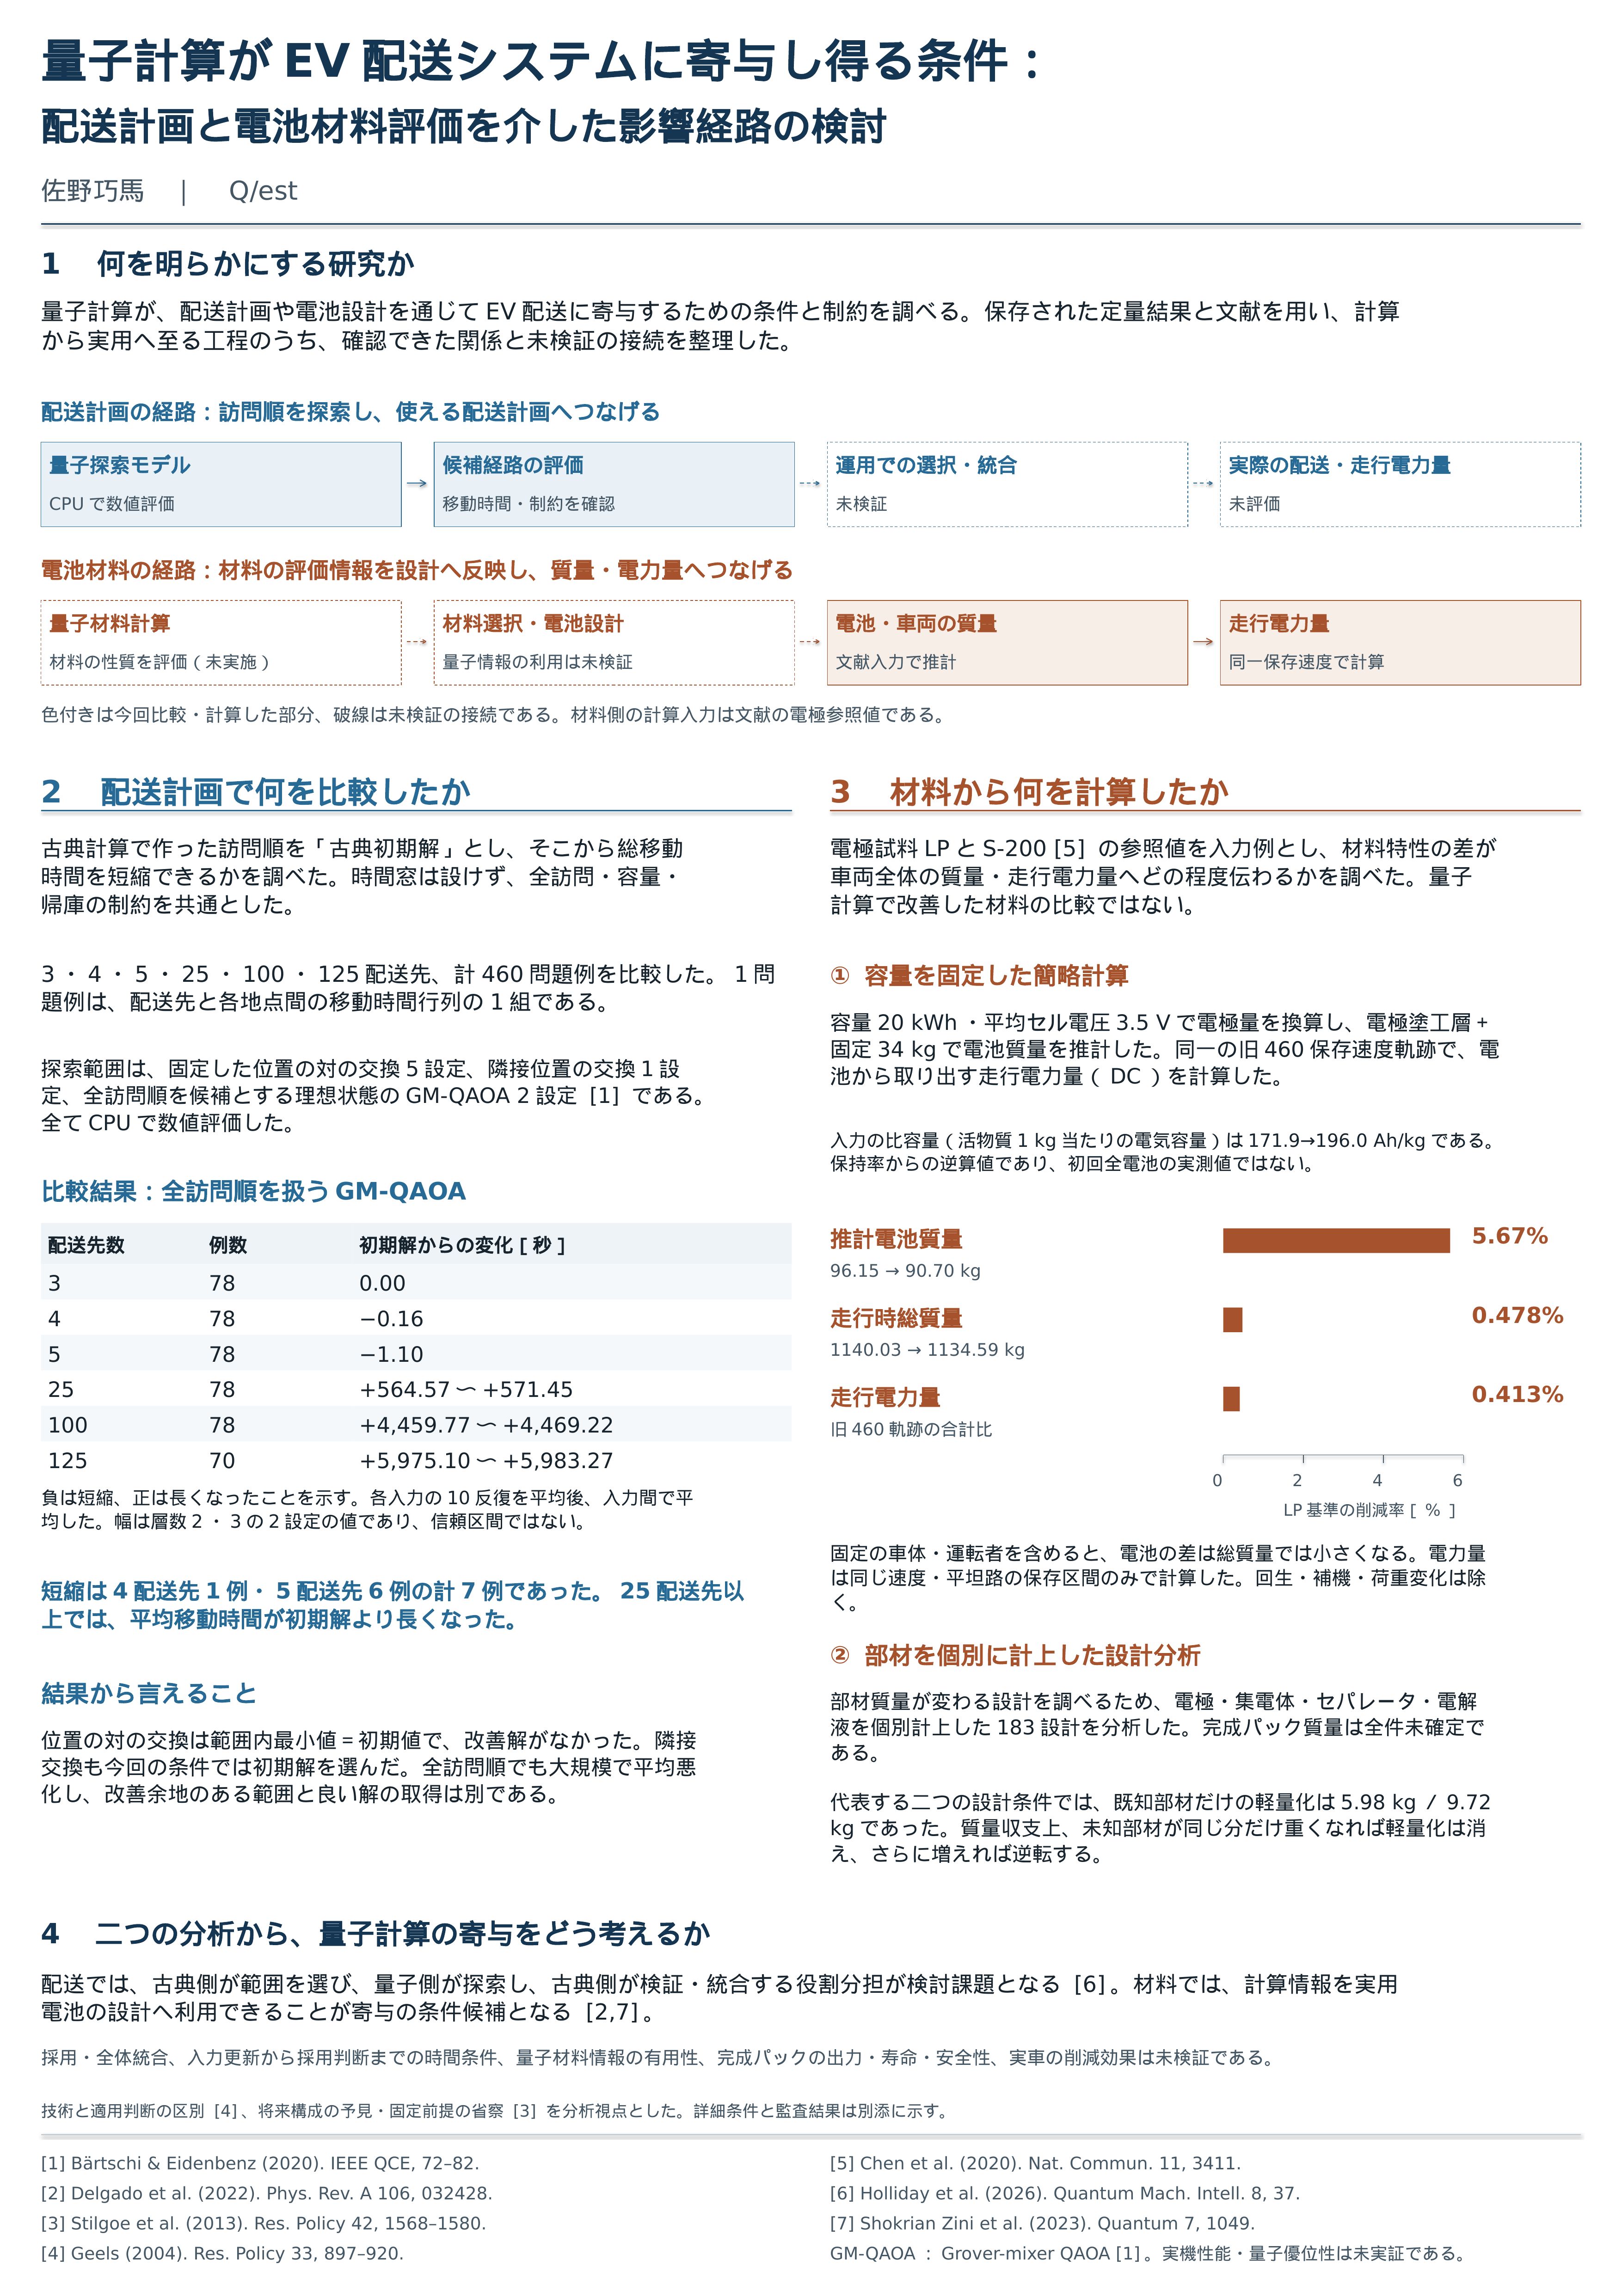 量子計算が EV 配送システムに寄与し得る条件：
配送計画と電池材料評価を介した影響経路の検討
佐野巧馬 | Q/est
1 何を明らかにする研究か
量子計算が、配送計画や電池設計を通じて EV 配送に寄与するための条件と制約を調べる。保存された定量結果と文献を用い、計算
から実用へ至る工程のうち、確認できた関係と未検証の接続を整理した。
配送計画の経路：訪問順を探索し、使える配送計画へつなげる
量子探索モデル
CPU で数値評価
→
候補経路の評価
移動時間・制約を確認
運用での選択・統合
未検証
実際の配送・走行電力量
未評価
電池材料の経路：材料の評価情報を設計へ反映し、質量・電力量へつなげる
量子材料計算
材料の性質を評価（未実施）
材料選択・電池設計
量子情報の利用は未検証
電池・車両の質量
文献入力で推計
→
走行電力量
同一保存速度で計算
色付きは今回比較・計算した部分、破線は未検証の接続である。材料側の計算入力は文献の電極参照値である。
2 配送計画で何を比較したか
古典計算で作った訪問順を「古典初期解」とし、そこから総移動
時間を短縮できるかを調べた。時間窓は設けず、全訪問・容量・
帰庫の制約を共通とした。
3 ・ 4 ・ 5 ・ 25 ・ 100 ・ 125 配送先、計 460 問題例を比較した。 1 問
題例は、配送先と各地点間の移動時間行列の 1 組である。
探索範囲は、固定した位置の対の交換 5 設定、隣接位置の交換 1 設
定、全訪問順を候補とする理想状態の GM-QAOA 2 設定 [1] である。
全て CPU で数値評価した。
比較結果：全訪問順を扱う GM-QAOA
配送先数 例数 初期解からの変化 [ 秒 ]
3 78 0.00
4 78 −0.16
5 78 −1.10
25 78 +564.57 〜 +571.45
100 78 +4,459.77 〜 +4,469.22
125 70 +5,975.10 〜 +5,983.27
負は短縮、正は長くなったことを示す。各入力の 10 反復を平均後、入力間で平
均した。幅は層数 2 ・ 3 の 2 設定の値であり、信頼区間ではない。
短縮は 4 配送先 1 例・ 5 配送先 6 例の計 7 例であった。 25 配送先以
上では、平均移動時間が初期解より長くなった。
結果から言えること
位置の対の交換は範囲内最小値 = 初期値で、改善解がなかった。隣接
交換も今回の条件では初期解を選んだ。全訪問順でも大規模で平均悪
化し、改善余地のある範囲と良い解の取得は別である。
3 材料から何を計算したか
電極試料 LP と S-200 [5] の参照値を入力例とし、材料特性の差が
車両全体の質量・走行電力量へどの程度伝わるかを調べた。量子
計算で改善した材料の比較ではない。
① 容量を固定した簡略計算
容量 20 kWh ・平均セル電圧 3.5 V で電極量を換算し、電極塗工層 +
固定 34 kg で電池質量を推計した。同一の旧 460 保存速度軌跡で、電
池から取り出す走行電力量（ DC ）を計算した。
入力の比容量（活物質 1 kg 当たりの電気容量）は 171.9→196.0 Ah/kg である。
保持率からの逆算値であり、初回全電池の実測値ではない。
推計電池質量 5.67%
96.15 → 90.70 kg
走行時総質量 0.478%
1140.03 → 1134.59 kg
走行電力量 0.413%
旧 460 軌跡の合計比
0 2 4 6
LP 基準の削減率 [ % ]
固定の車体・運転者を含めると、電池の差は総質量では小さくなる。電力量
は同じ速度・平坦路の保存区間のみで計算した。回生・補機・荷重変化は除
く。
② 部材を個別に計上した設計分析
部材質量が変わる設計を調べるため、電極・集電体・セパレータ・電解
液を個別計上した 183 設計を分析した。完成パック質量は全件未確定で
ある。
代表する二つの設計条件では、既知部材だけの軽量化は 5.98 kg / 9.72
kg であった。質量収支上、未知部材が同じ分だけ重くなれば軽量化は消
え、さらに増えれば逆転する。
4 二つの分析から、量子計算の寄与をどう考えるか
配送では、古典側が範囲を選び、量子側が探索し、古典側が検証・統合する役割分担が検討課題となる [6]。材料では、計算情報を実用
電池の設計へ利用できることが寄与の条件候補となる [2,7]。
採用・全体統合、入力更新から採用判断までの時間条件、量子材料情報の有用性、完成パックの出力・寿命・安全性、実車の削減効果は未検証である。
技術と適用判断の区別 [4]、将来構成の予見・固定前提の省察 [3] を分析視点とした。詳細条件と監査結果は別添に示す。
[1] Bärtschi & Eidenbenz (2020). IEEE QCE, 72–82.
[2] Delgado et al. (2022). Phys. Rev. A 106, 032428.
[3] Stilgoe et al. (2013). Res. Policy 42, 1568–1580.
[4] Geels (2004). Res. Policy 33, 897–920.
[5] Chen et al. (2020). Nat. Commun. 11, 3411.
[6] Holliday et al. (2026). Quantum Mach. Intell. 8, 37.
[7] Shokrian Zini et al. (2023). Quantum 7, 1049.
GM-QAOA ： Grover-mixer QAOA [1]。実機性能・量子優位性は未実証である。